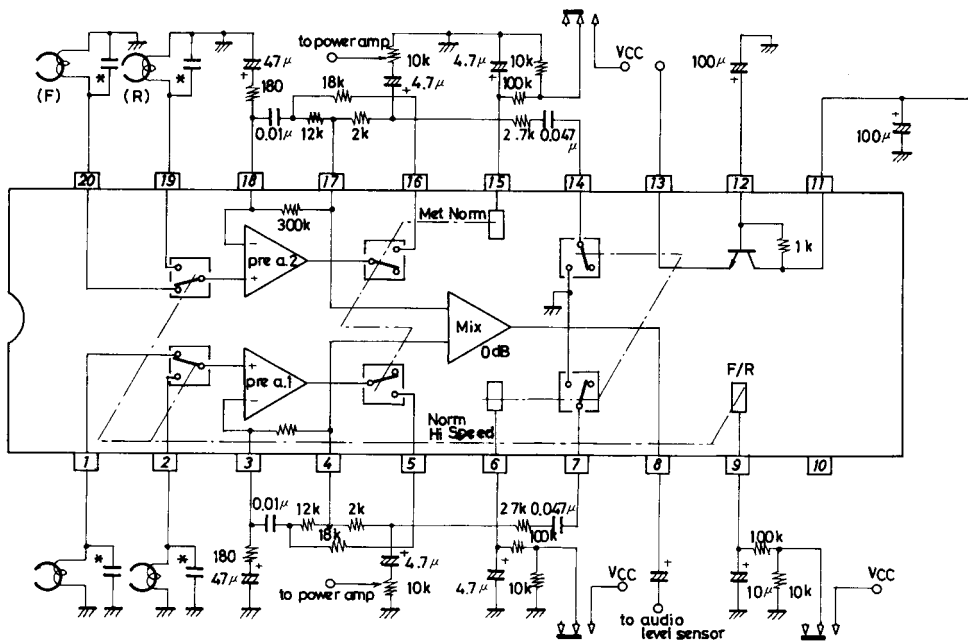 to power amp
VCC
47μ
10k
4.7μ
10k
100μ
180
18k
4.7μ
100k
100μ
(F)
*
(R)
*
0.01μ
12k
2k
2.7k
0.047μ
20
19
18
17
16
15
14
13
12
11
300k
Met Norm
1k
pre a.2
Mix
0dB
F/R
pre a.1
Norm
Hi Speed
1
2
3
4
5
6
7
8
9
10
0.01μ
12k
2k
27k
0.047μ
18k
100k
100k
*
*
180
47μ
4.7μ
10k
4.7μ
10k
10μ
10k
VCC
VCC
to power amp
to audio
level sensor